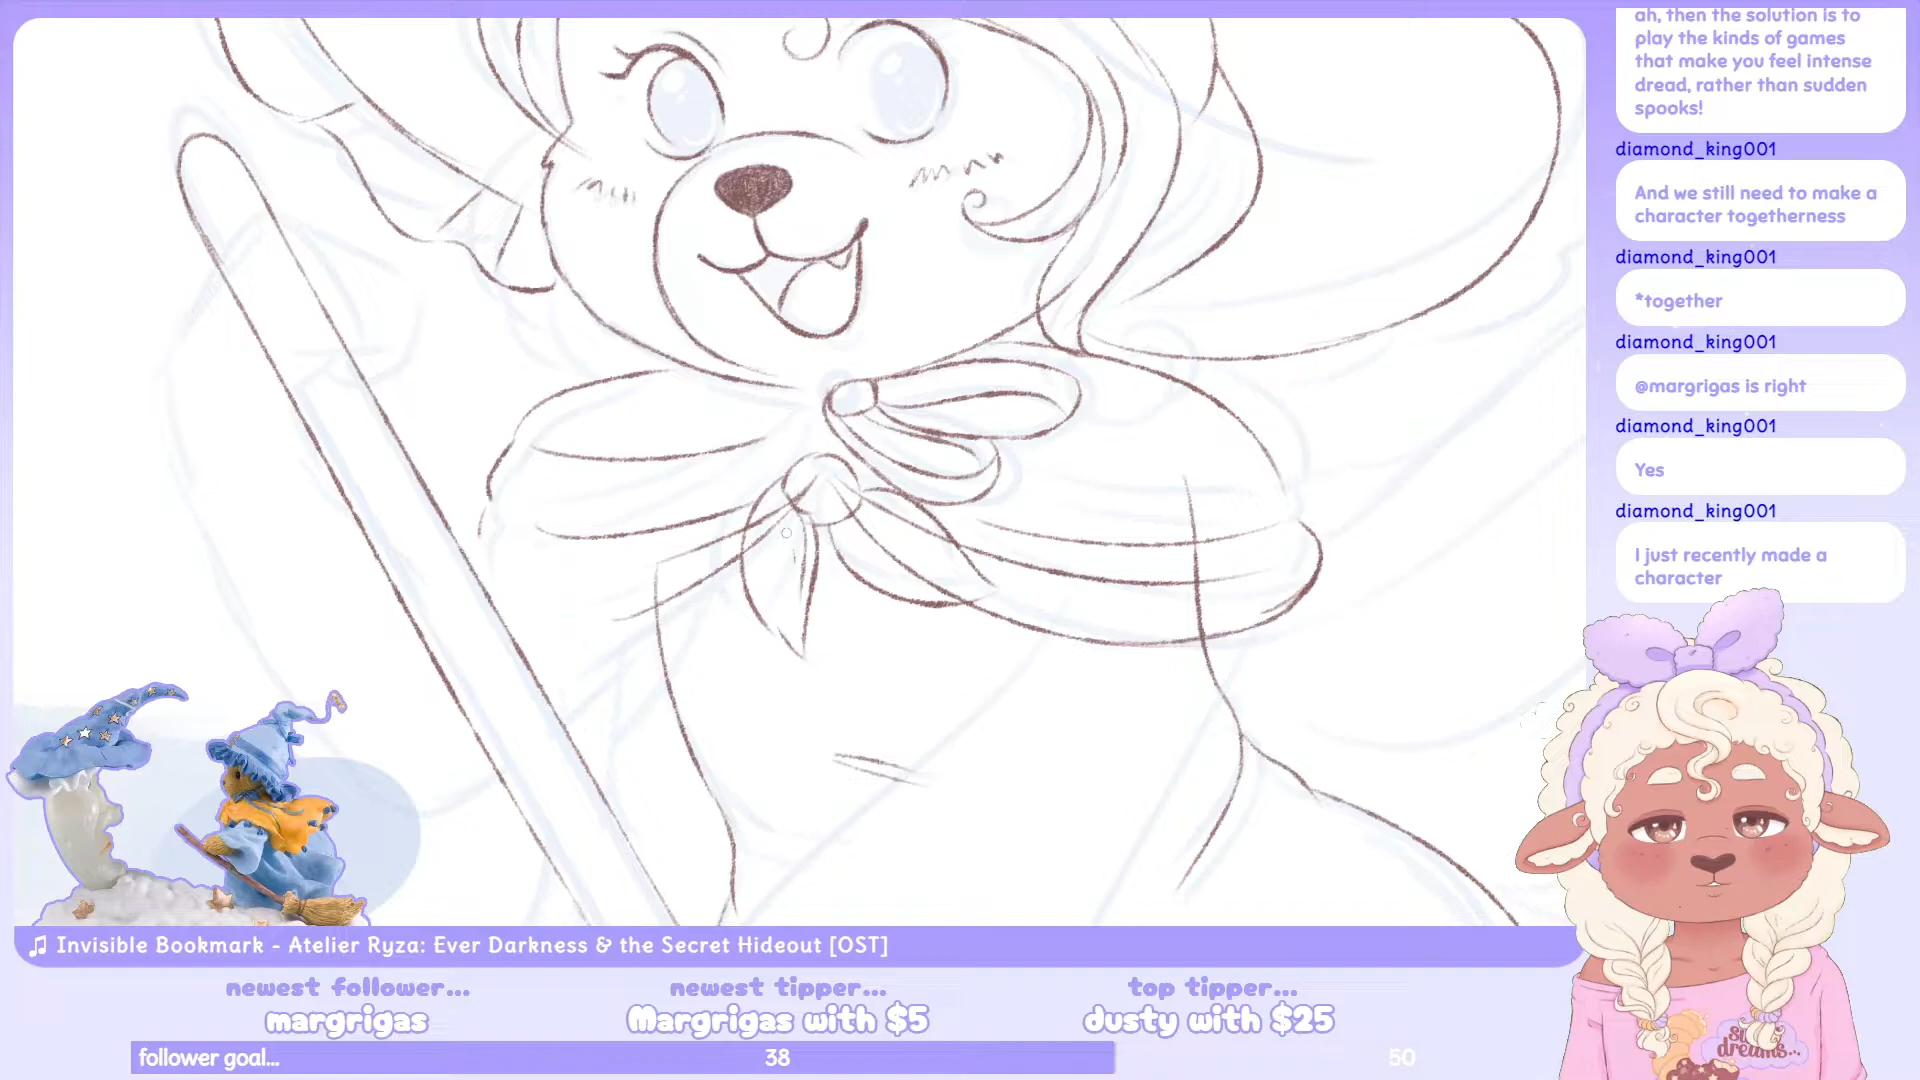 ah, then the solution is to
play the kinds of games
that make you feel intense
dread, rather than sudden
spooks!
diamond_king001
And we still need to make a
character togetherness
diamond_king001
*together
diamond_king001
@margrigas is right
diamond_king001
Yes
diamond_king001
I just recently made a
character
♫ Invisible Bookmark - Atelier Ryza: Ever Darkness & the Secret Hideout [OST]
newest follower...
margrigas
newest tipper...
Margrigas with $5
top tipper...
dusty with $25
follower goal...
38
50
dreams...